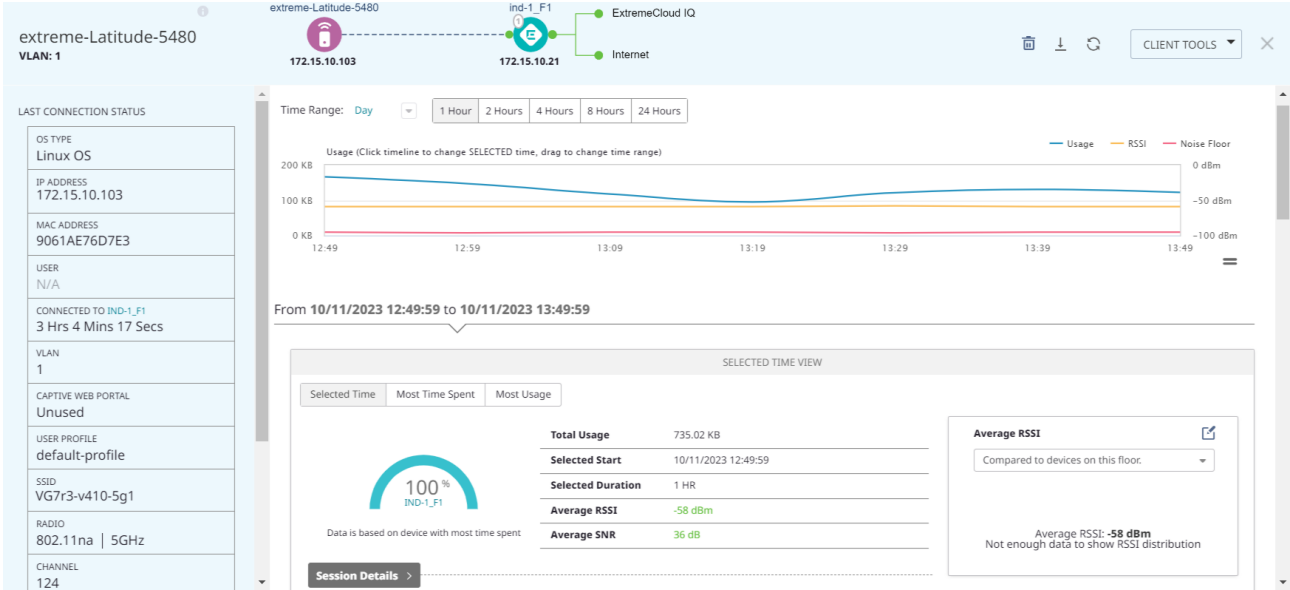 extreme-Latitude-5480
VLAN: 1
extreme-Latitude-5480
172.15.10.103
ind-1_F1
1
172.15.10.21
ExtremeCloud IQ
Internet
CLIENT TOOLS
LAST CONNECTION STATUS
OS TYPE
Linux OS
IP ADDRESS
172.15.10.103
MAC ADDRESS
9061AE76D7E3
USER
N/A
CONNECTED TO IND-1_F1
3 Hrs 4 Mins 17 Secs
VLAN
1
CAPTIVE WEB PORTAL
Unused
USER PROFILE
default-profile
SSID
VG7r3-v410-5g1
RADIO
802.11na | 5GHz
CHANNEL
124
Time Range: Day
1 Hour 2 Hours 4 Hours 8 Hours 24 Hours
Usage (Click timeline to change SELECTED time, drag to change time range)
Usage RSSI Noise Floor
200 KB
100 KB
0 KB
0 dBm
-50 dBm
-100 dBm
12:49 12:59 13:09 13:19 13:29 13:39 13:49
From 10/11/2023 12:49:59 to 10/11/2023 13:49:59
SELECTED TIME VIEW
Selected Time Most Time Spent Most Usage
100 %
IND-1_F1
Data is based on device with most time spent
Total Usage 735.02 KB
Selected Start 10/11/2023 12:49:59
Selected Duration 1 HR
Average RSSI -58 dBm
Average SNR 36 dB
Average RSSI
Compared to devices on this floor.
Average RSSI: -58 dBm
Not enough data to show RSSI distribution
Session Details >